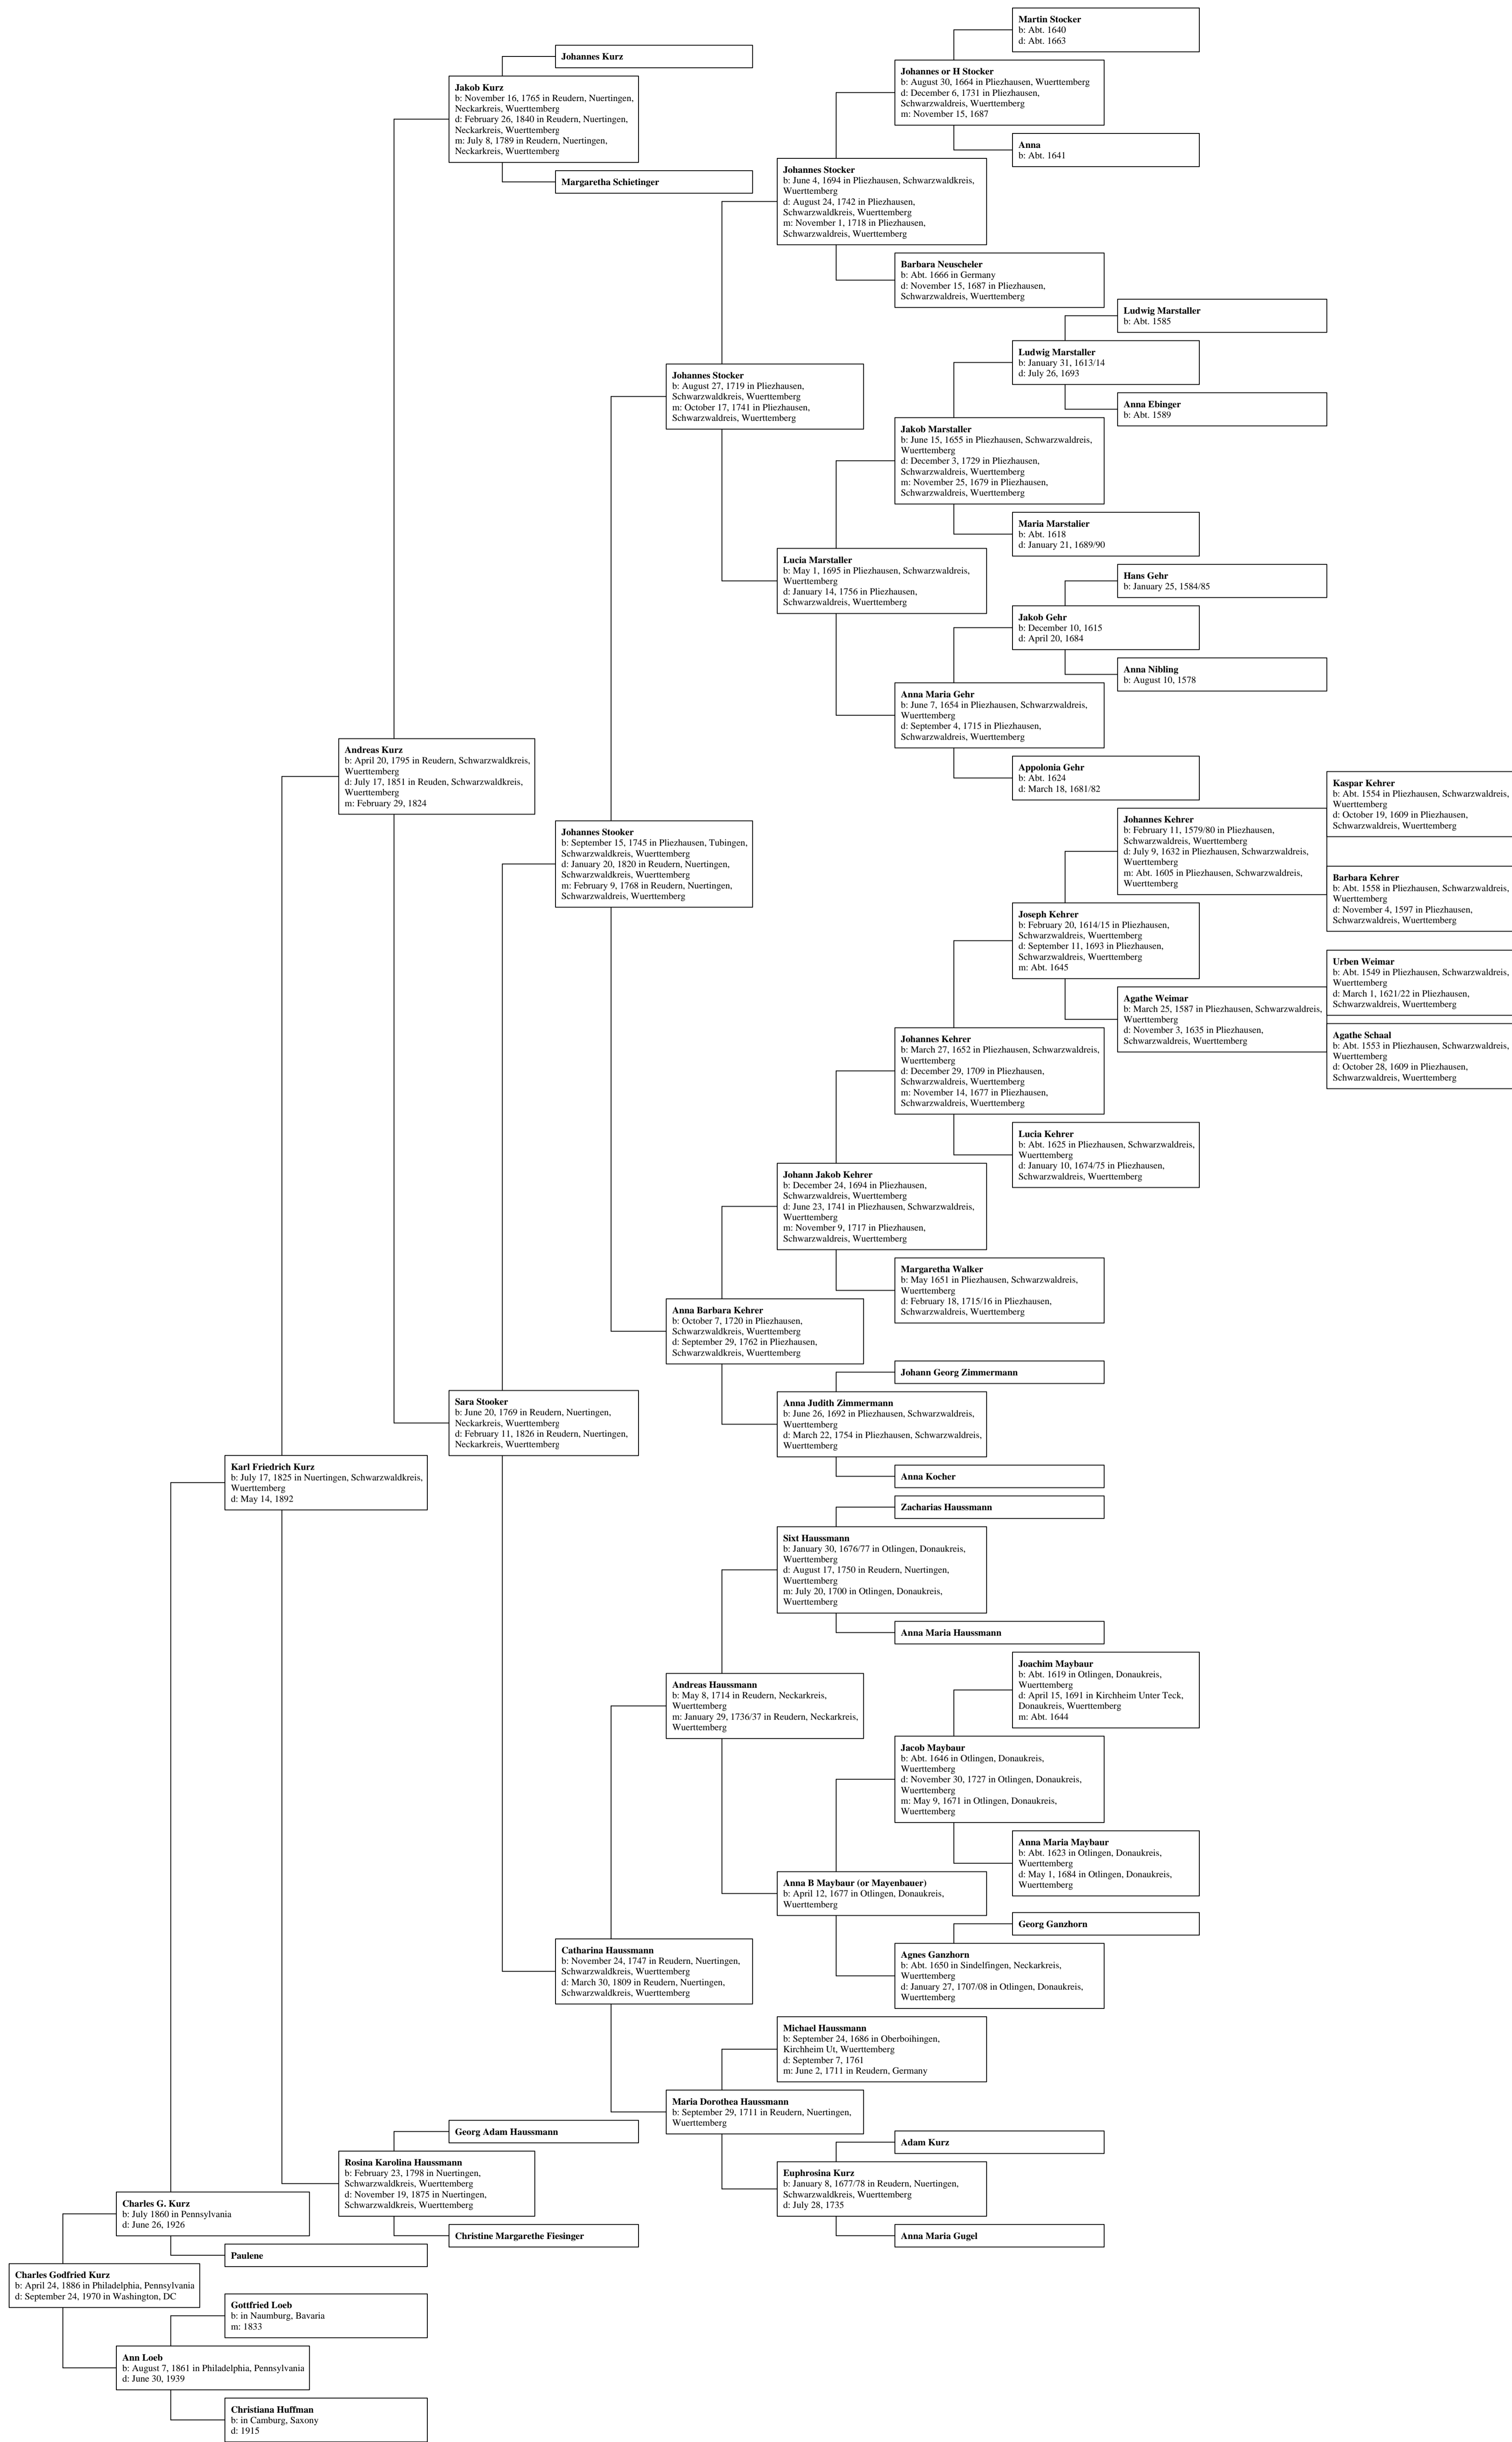 Martin Stocker
b: Abt. 1640
d: Abt. 1663
Johannes Kurz
Johannes or H Stocker
b: August 30, 1664 in Pliezhausen, Wuerttemberg
d: December 6, 1731 in Pliezhausen,
Schwarzwaldreis, Wuerttemberg
m: November 15, 1687
Jakob Kurz
b: November 16, 1765 in Reudern, Nuertingen,
Neckarkreis, Wuerttemberg
d: February 26, 1840 in Reudern, Nuertingen,
Neckarkreis, Wuerttemberg
m: July 8, 1789 in Reudern, Nuertingen,
Neckarkreis, Wuerttemberg
Anna
b: Abt. 1641
Johannes Stocker
b: June 4, 1694 in Pliezhausen, Schwarzwaldkreis,
Wuerttemberg
d: August 24, 1742 in Pliezhausen,
Schwarzwaldkreis, Wuerttemberg
m: November 1, 1718 in Pliezhausen,
Schwarzwaldreis, Wuerttemberg
Margaretha Schietinger
Barbara Neuscheler
b: Abt. 1666 in Germany
d: November 15, 1687 in Pliezhausen,
Schwarzwaldreis, Wuerttemberg
Ludwig Marstaller
b: Abt. 1585
Ludwig Marstaller
b: January 31, 1613/14
d: July 26, 1693
Johannes Stocker
b: August 27, 1719 in Pliezhausen,
Schwarzwaldkreis, Wuerttemberg
m: October 17, 1741 in Pliezhausen,
Schwarzwaldreis, Wuerttemberg
Anna Ebinger
b: Abt. 1589
Jakob Marstaller
b: June 15, 1655 in Pliezhausen, Schwarzwaldreis,
Wuerttemberg
d: December 3, 1729 in Pliezhausen,
Schwarzwaldreis, Wuerttemberg
m: November 25, 1679 in Pliezhausen,
Schwarzwaldreis, Wuerttemberg
Maria Marstalier
b: Abt. 1618
d: January 21, 1689/90
Lucia Marstaller
b: May 1, 1695 in Pliezhausen, Schwarzwaldreis,
Wuerttemberg
d: January 14, 1756 in Pliezhausen,
Schwarzwaldreis, Wuerttemberg
Hans Gehr
b: January 25, 1584/85
Jakob Gehr
b: December 10, 1615
d: April 20, 1684
Anna Nibling
b: August 10, 1578
Anna Maria Gehr
b: June 7, 1654 in Pliezhausen, Schwarzwaldreis,
Wuerttemberg
d: September 4, 1715 in Pliezhausen,
Schwarzwaldreis, Wuerttemberg
Andreas Kurz
b: April 20, 1795 in Reudern, Schwarzwaldkreis,
Wuerttemberg
d: July 17, 1851 in Reuden, Schwarzwaldkreis,
Wuerttemberg
m: February 29, 1824
Appolonia Gehr
b: Abt. 1624
d: March 18, 1681/82
Kaspar Kehrer
b: Abt. 1554 in Pliezhausen, Schwarzwaldreis,
Wuerttemberg
d: October 19, 1609 in Pliezhausen,
Schwarzwaldreis, Wuerttemberg
Johannes Kehrer
b: February 11, 1579/80 in Pliezhausen,
Schwarzwaldreis, Wuerttemberg
d: July 9, 1632 in Pliezhausen, Schwarzwaldreis,
Wuerttemberg
m: Abt. 1605 in Pliezhausen, Schwarzwaldreis,
Wuerttemberg
Johannes Stooker
b: September 15, 1745 in Pliezhausen, Tubingen,
Schwarzwaldkreis, Wuerttemberg
d: January 20, 1820 in Reudern, Nuertingen,
Schwarzwaldkreis, Wuerttemberg
m: February 9, 1768 in Reudern, Nuertingen,
Schwarzwaldreis, Wuerttemberg
Barbara Kehrer
b: Abt. 1558 in Pliezhausen, Schwarzwaldreis,
Wuerttemberg
d: November 4, 1597 in Pliezhausen,
Schwarzwaldreis, Wuerttemberg
Joseph Kehrer
b: February 20, 1614/15 in Pliezhausen,
Schwarzwaldreis, Wuerttemberg
d: September 11, 1693 in Pliezhausen,
Schwarzwaldreis, Wuerttemberg
m: Abt. 1645
Urben Weimar
b: Abt. 1549 in Pliezhausen, Schwarzwaldreis,
Wuerttemberg
d: March 1, 1621/22 in Pliezhausen,
Schwarzwaldreis, Wuerttemberg
Agathe Weimar
b: March 25, 1587 in Pliezhausen, Schwarzwaldreis,
Wuerttemberg
d: November 3, 1635 in Pliezhausen,
Schwarzwaldreis, Wuerttemberg
Agathe Schaal
b: Abt. 1553 in Pliezhausen, Schwarzwaldreis,
Wuerttemberg
d: October 28, 1609 in Pliezhausen,
Schwarzwaldreis, Wuerttemberg
Johannes Kehrer
b: March 27, 1652 in Pliezhausen, Schwarzwaldreis,
Wuerttemberg
d: December 29, 1709 in Pliezhausen,
Schwarzwaldreis, Wuerttemberg
m: November 14, 1677 in Pliezhausen,
Schwarzwaldreis, Wuerttemberg
Lucia Kehrer
b: Abt. 1625 in Pliezhausen, Schwarzwaldreis,
Wuerttemberg
d: January 10, 1674/75 in Pliezhausen,
Schwarzwaldreis, Wuerttemberg
Johann Jakob Kehrer
b: December 24, 1694 in Pliezhausen,
Schwarzwaldreis, Wuerttemberg
d: June 23, 1741 in Pliezhausen, Schwarzwaldreis,
Wuerttemberg
m: November 9, 1717 in Pliezhausen,
Schwarzwaldreis, Wuerttemberg
Margaretha Walker
b: May 1651 in Pliezhausen, Schwarzwaldreis,
Wuerttemberg
d: February 18, 1715/16 in Pliezhausen,
Schwarzwaldreis, Wuerttemberg
Anna Barbara Kehrer
b: October 7, 1720 in Pliezhausen,
Schwarzwaldkreis, Wuerttemberg
d: September 29, 1762 in Pliezhausen,
Schwarzwaldkreis, Wuerttemberg
Johann Georg Zimmermann
Anna Judith Zimmermann
b: June 26, 1692 in Pliezhausen, Schwarzwaldreis,
Wuerttemberg
d: March 22, 1754 in Pliezhausen, Schwarzwaldreis,
Wuerttemberg
Sara Stooker
b: June 20, 1769 in Reudern, Nuertingen,
Neckarkreis, Wuerttemberg
d: February 11, 1826 in Reudern, Nuertingen,
Neckarkreis, Wuerttemberg
Anna Kocher
Karl Friedrich Kurz
b: July 17, 1825 in Nuertingen, Schwarzwaldkreis,
Wuerttemberg
d: May 14, 1892
Zacharias Haussmann
Sixt Haussmann
b: January 30, 1676/77 in Otlingen, Donaukreis,
Wuerttemberg
d: August 17, 1750 in Reudern, Nuertingen,
Wuerttemberg
m: July 20, 1700 in Otlingen, Donaukreis,
Wuerttemberg
Anna Maria Haussmann
Joachim Maybaur
b: Abt. 1619 in Otlingen, Donaukreis,
Wuerttemberg
d: April 15, 1691 in Kirchheim Unter Teck,
Donaukreis, Wuerttemberg
m: Abt. 1644
Andreas Haussmann
b: May 8, 1714 in Reudern, Neckarkreis,
Wuerttemberg
m: January 29, 1736/37 in Reudern, Neckarkreis,
Wuerttemberg
Jacob Maybaur
b: Abt. 1646 in Otlingen, Donaukreis,
Wuerttemberg
d: November 30, 1727 in Otlingen, Donaukreis,
Wuerttemberg
m: May 9, 1671 in Otlingen, Donaukreis,
Wuerttemberg
Anna Maria Maybaur
b: Abt. 1623 in Otlingen, Donaukreis,
Wuerttemberg
d: May 1, 1684 in Otlingen, Donaukreis,
Wuerttemberg
Anna B Maybaur (or Mayenbauer)
b: April 12, 1677 in Otlingen, Donaukreis,
Wuerttemberg
Georg Ganzhorn
Catharina Haussmann
b: November 24, 1747 in Reudern, Nuertingen,
Schwarzwaldkreis, Wuerttemberg
d: March 30, 1809 in Reudern, Nuertingen,
Schwarzwaldkreis, Wuerttemberg
Agnes Ganzhorn
b: Abt. 1650 in Sindelfingen, Neckarkreis,
Wuerttemberg
d: January 27, 1707/08 in Otlingen, Donaukreis,
Wuerttemberg
Michael Haussmann
b: September 24, 1686 in Oberboihingen,
Kirchheim Ut, Wuerttemberg
d: September 7, 1761
m: June 2, 1711 in Reudern, Germany
Maria Dorothea Haussmann
b: September 29, 1711 in Reudern, Nuertingen,
Wuerttemberg
Georg Adam Haussmann
Adam Kurz
Rosina Karolina Haussmann
b: February 23, 1798 in Nuertingen,
Schwarzwaldkreis, Wuerttemberg
d: November 19, 1875 in Nuertingen,
Schwarzwaldkreis, Wuerttemberg
Euphrosina Kurz
b: January 8, 1677/78 in Reudern, Nuertingen,
Schwarzwaldkreis, Wuerttemberg
d: July 28, 1735
Charles G. Kurz
b: July 1860 in Pennsylvania
d: June 26, 1926
Christine Margarethe Fiesinger
Anna Maria Gugel
Paulene
Charles Godfried Kurz
b: April 24, 1886 in Philadelphia, Pennsylvania
d: September 24, 1970 in Washington, DC
Gottfried Loeb
b: in Naumburg, Bavaria
m: 1833
Ann Loeb
b: August 7, 1861 in Philadelphia, Pennsylvania
d: June 30, 1939
Christiana Huffman
b: in Camburg, Saxony
d: 1915